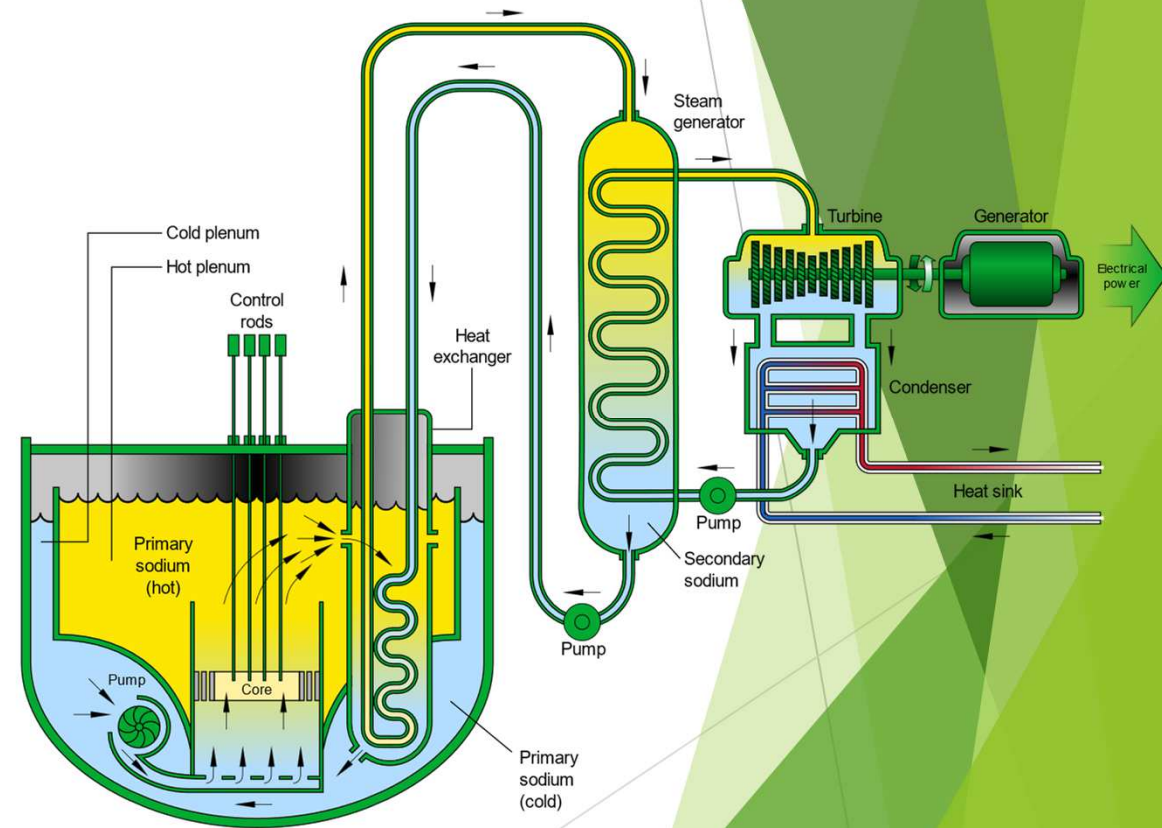 Steam
generator
Cold plenum
Hot plenum
Control
rods
Heat
exchanger
Turbine
Generator
Electrical
power
Condenser
Heat sink
Pump
Secondary
sodium
Pump
Primary
sodium
(hot)
Pump
Core
Primary
sodium
(cold)